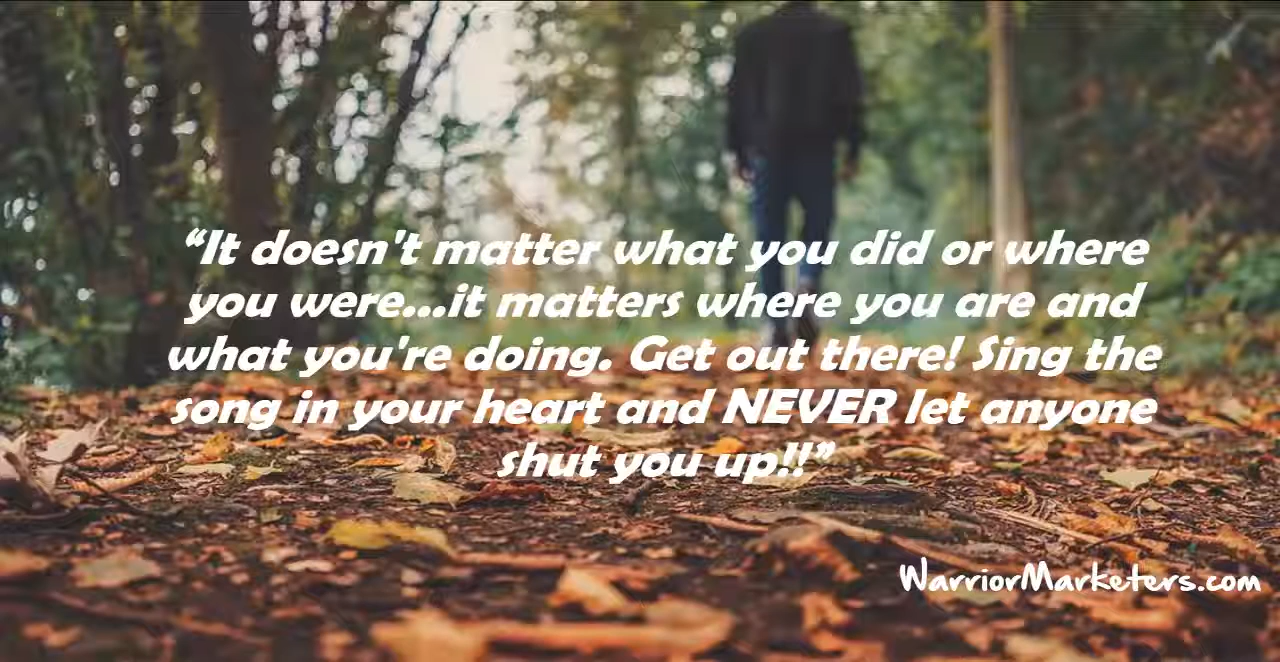 “It doesn't matter what you did or where
you were...it matters where you are and
what you're doing. Get out there! Sing the
song in your heart and NEVER let anyone
shut you up!!”
WarriorMarketers.com